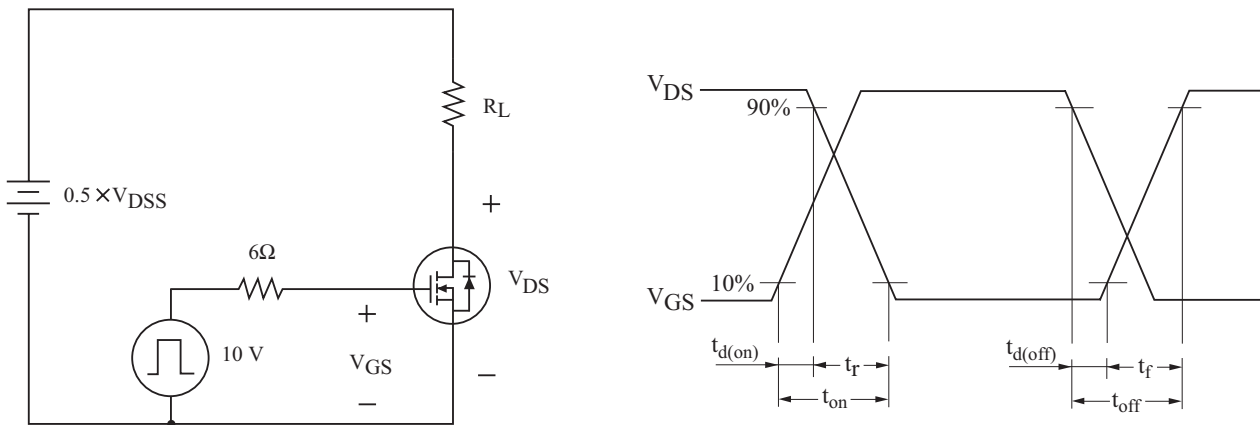 R_L
0.5 ×V_DSS
+
6Ω
V_DS
+
10 V
V_GS
−
−
V_DS
90%
V_GS
10%
t_d(on)
t_r
t_on
t_d(off)
t_f
t_off